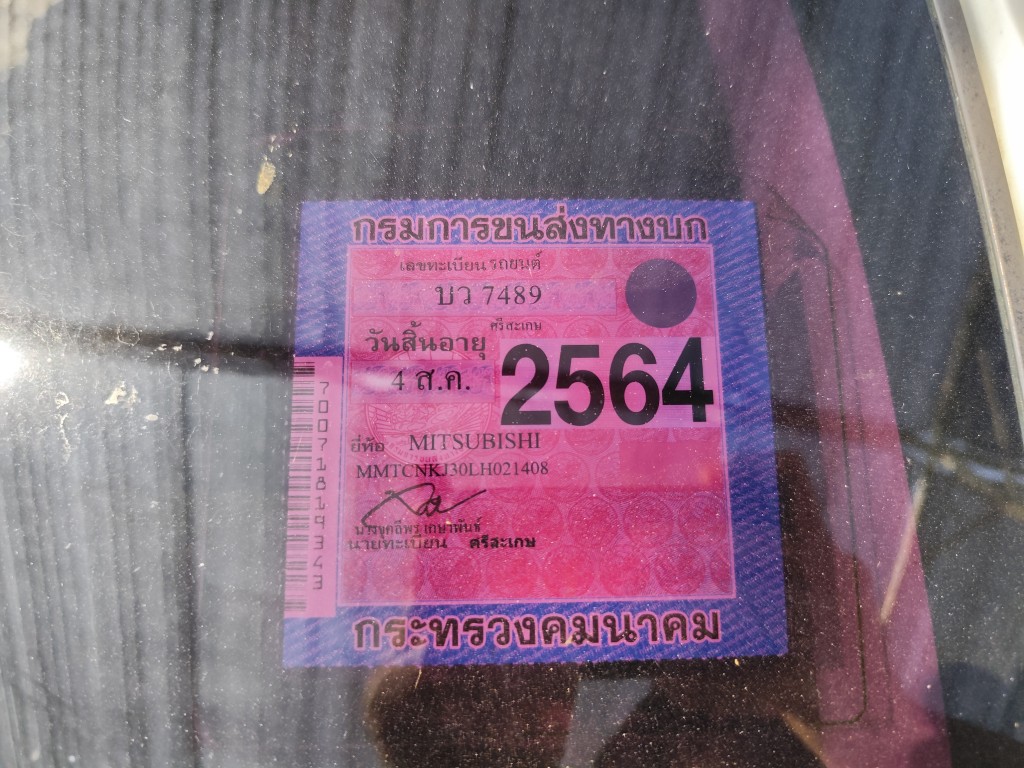 กรมการขนส่งทางบก
เลขทะเบียน รถยนต์
บว 7489
ศรีสะเกษ
วันสิ้นอายุ
4 ส.ค.
2564
ยี่ห้อ MITSUBISHI
MMTCNKJ30LH021408
นายทะเบียน ศรีสะเกษ
กระทรวงคมนาคม
700718194343